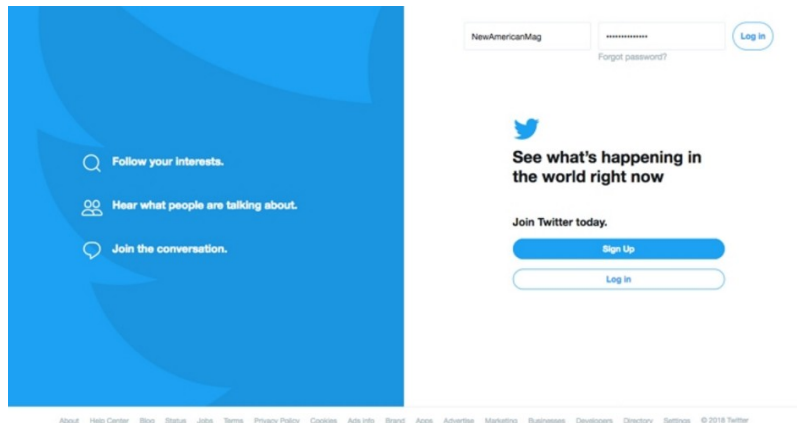 NewAmericanMag
Log in
Forgot password?
Follow your interests.
Hear what people are talking about.
Join the conversation.
See what's happening in
the world right now
Join Twitter today.
Sign Up
Log in
About Help Center Blog Status Jobs Terms Privacy Policy Cookies Ads info Brand Apps Advertise Marketing Businesses Developers Directory Settings © 2018 Twitter